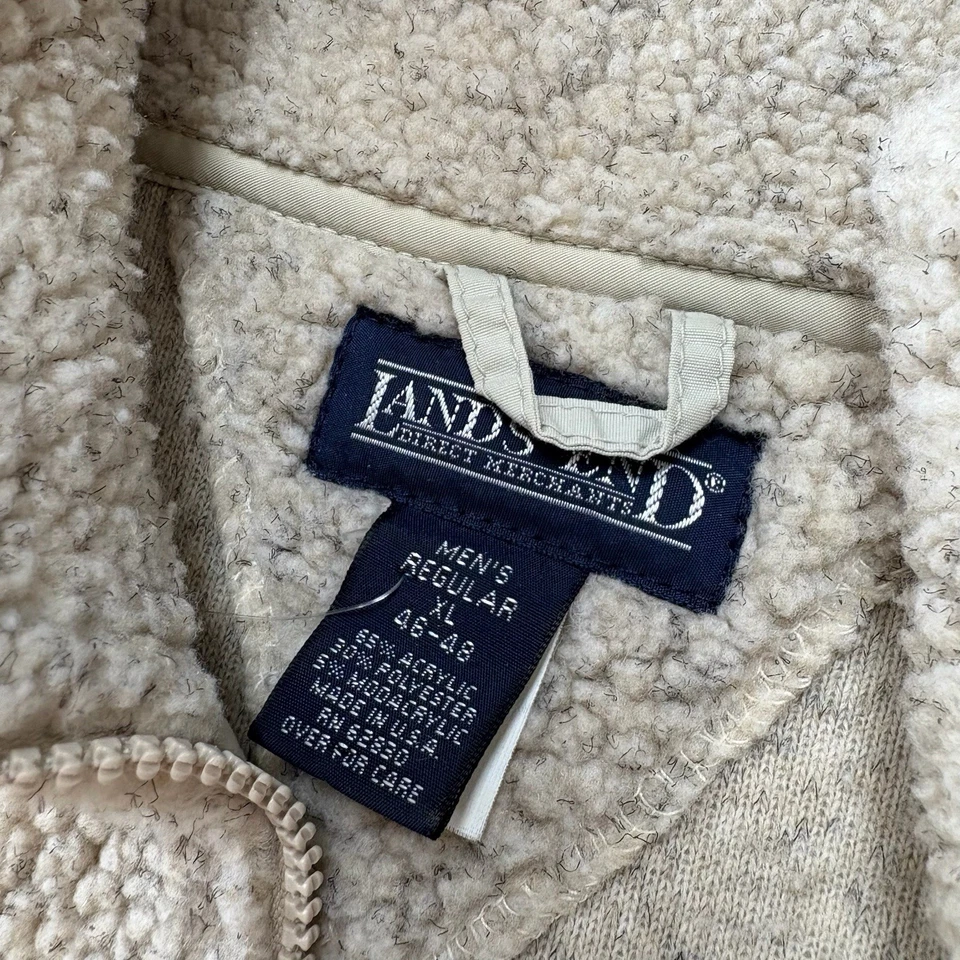 LANDS' END®
DIRECT MERCHANTS
MEN'S
REGULAR
XL
46-48
65% ACRYLIC
30% POLYESTER
5% MODACRYLIC
MADE IN U.S.A.
RN 62830
OVER FOR CARE